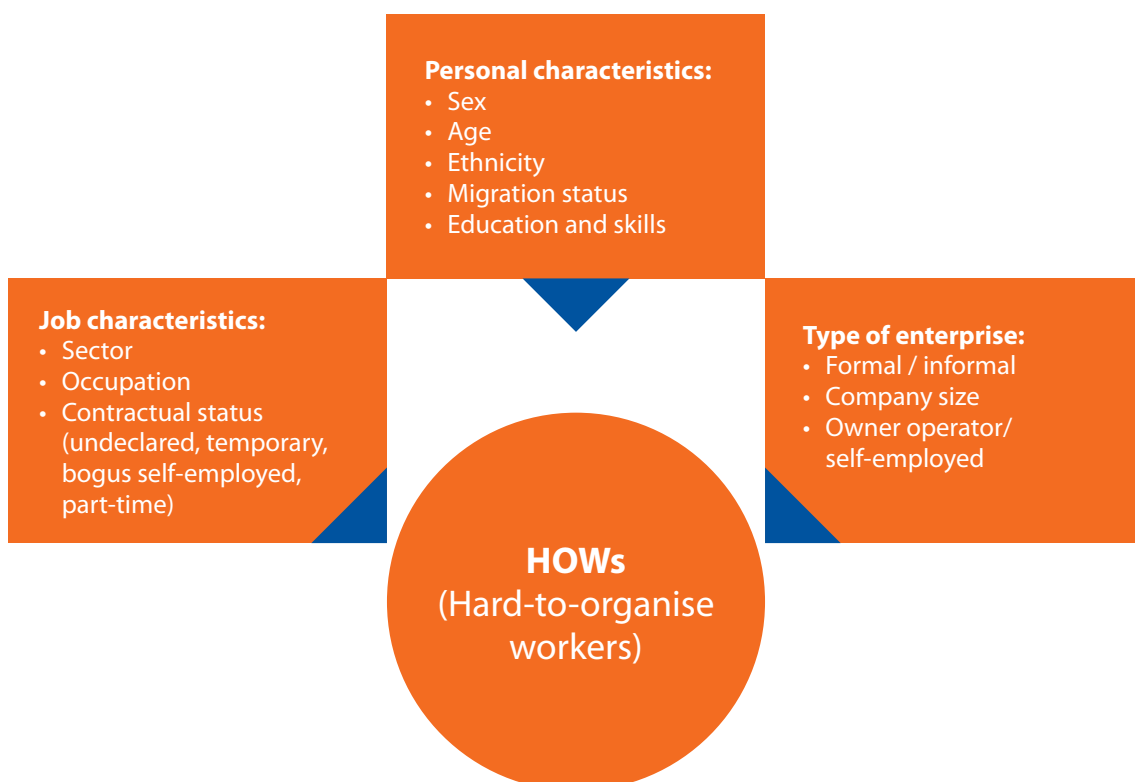 Personal characteristics:
• Sex
• Age
• Ethnicity
• Migration status
• Education and skills
Job characteristics:
• Sector
• Occupation
• Contractual status
(undeclared, temporary,
bogus self-employed,
part-time)
Type of enterprise:
• Formal / informal
• Company size
• Owner operator/
self-employed
HOWs
(Hard-to-organise
workers)